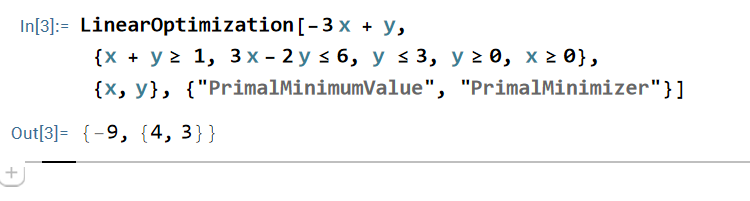 In[3]:= LinearOptimization[-3 x + y,
{x + y ≥ 1, 3 x - 2 y ≤ 6, y ≤ 3, y ≥ 0, x ≥ 0},
{x, y}, {"PrimalMinimumValue", "PrimalMinimizer"}]
Out[3]= {-9, {4, 3}}
+